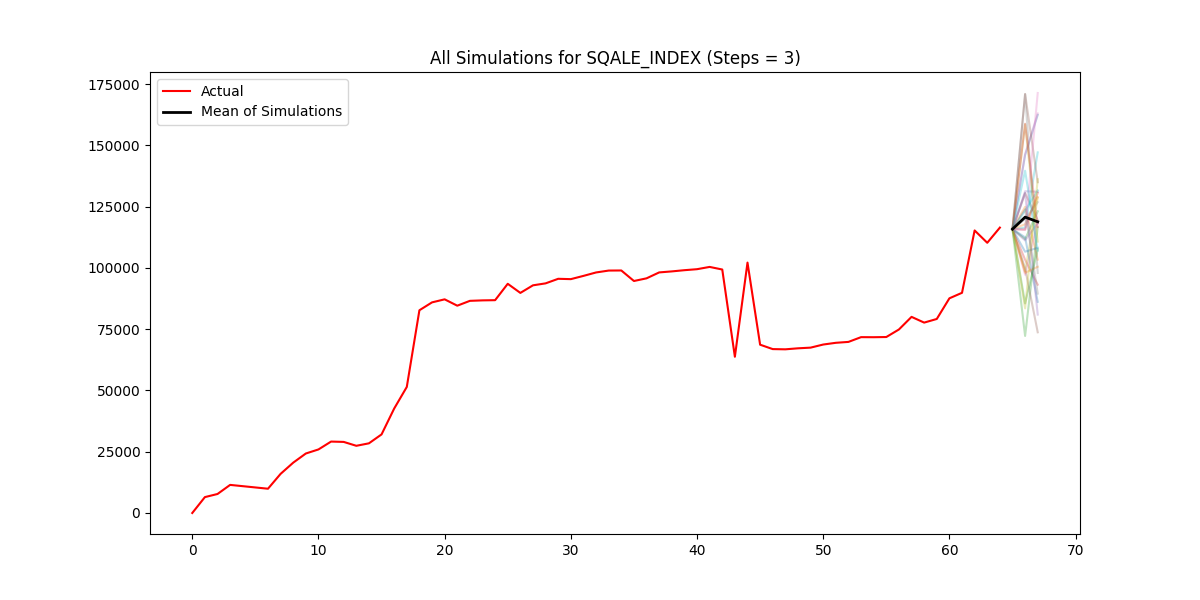 All Simulations for SQALE_INDEX (Steps = 3)
Actual
Mean of Simulations
175000
150000
125000
100000
75000
50000
25000
0
0 10 20 30 40 50 60 70